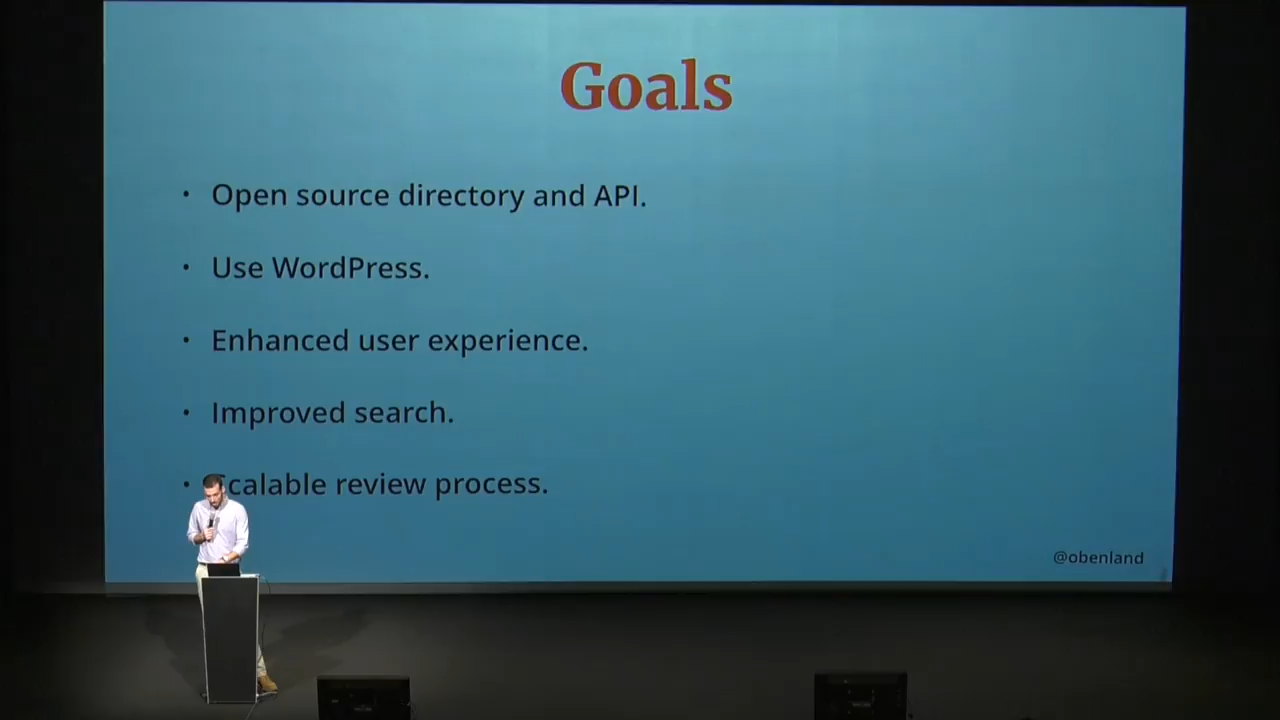 Goals
• Open source directory and API.
• Use WordPress.
• Enhanced user experience.
• Improved search.
• Scalable review process.
@obenland